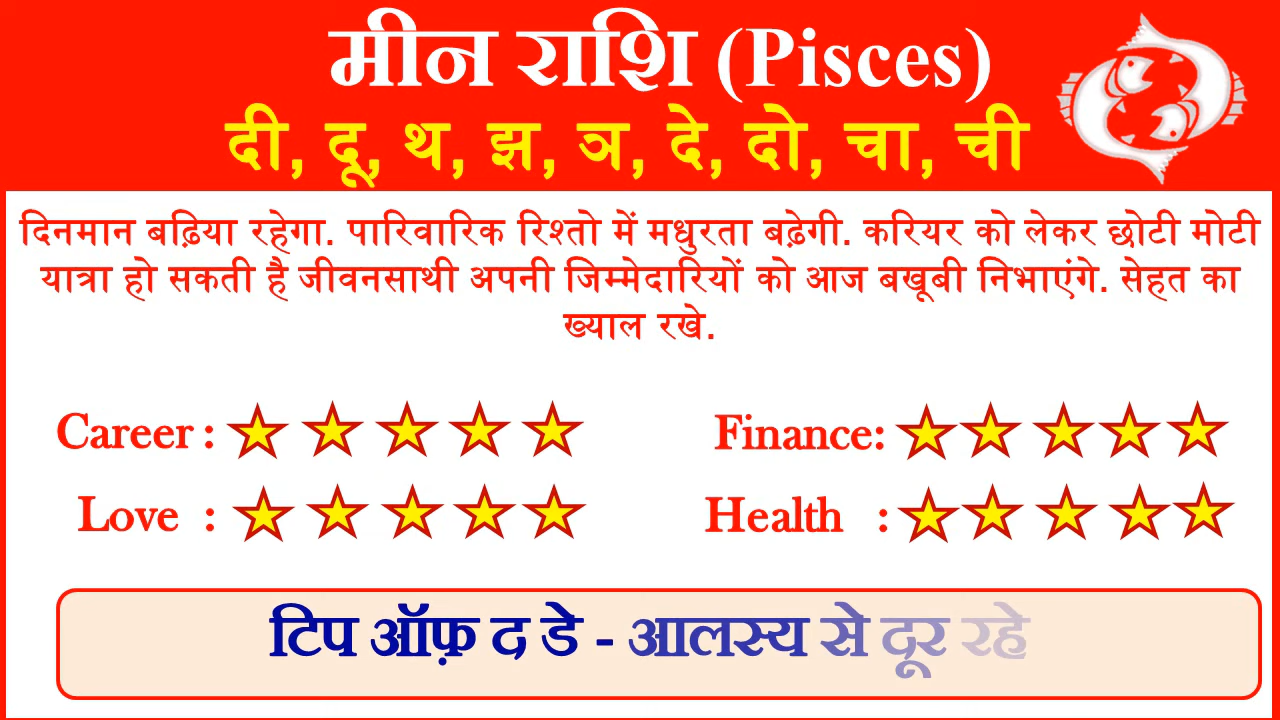 मीन राशि (Pisces)
दी, दू, थ, झ, ञ, दे, दो, चा, ची
दिनमान बढ़िया रहेगा. पारिवारिक रिश्तो में मधुरता बढ़ेगी. करियर को लेकर छोटी मोटी
यात्रा हो सकती है जीवनसाथी अपनी जिम्मेदारियों को आज बखूबी निभाएंगे. सेहत का
ख्याल रखे.
Career :
Finance:
Love :
Health :
टिप ऑफ़ द डे - आलस्य से दूर रहे